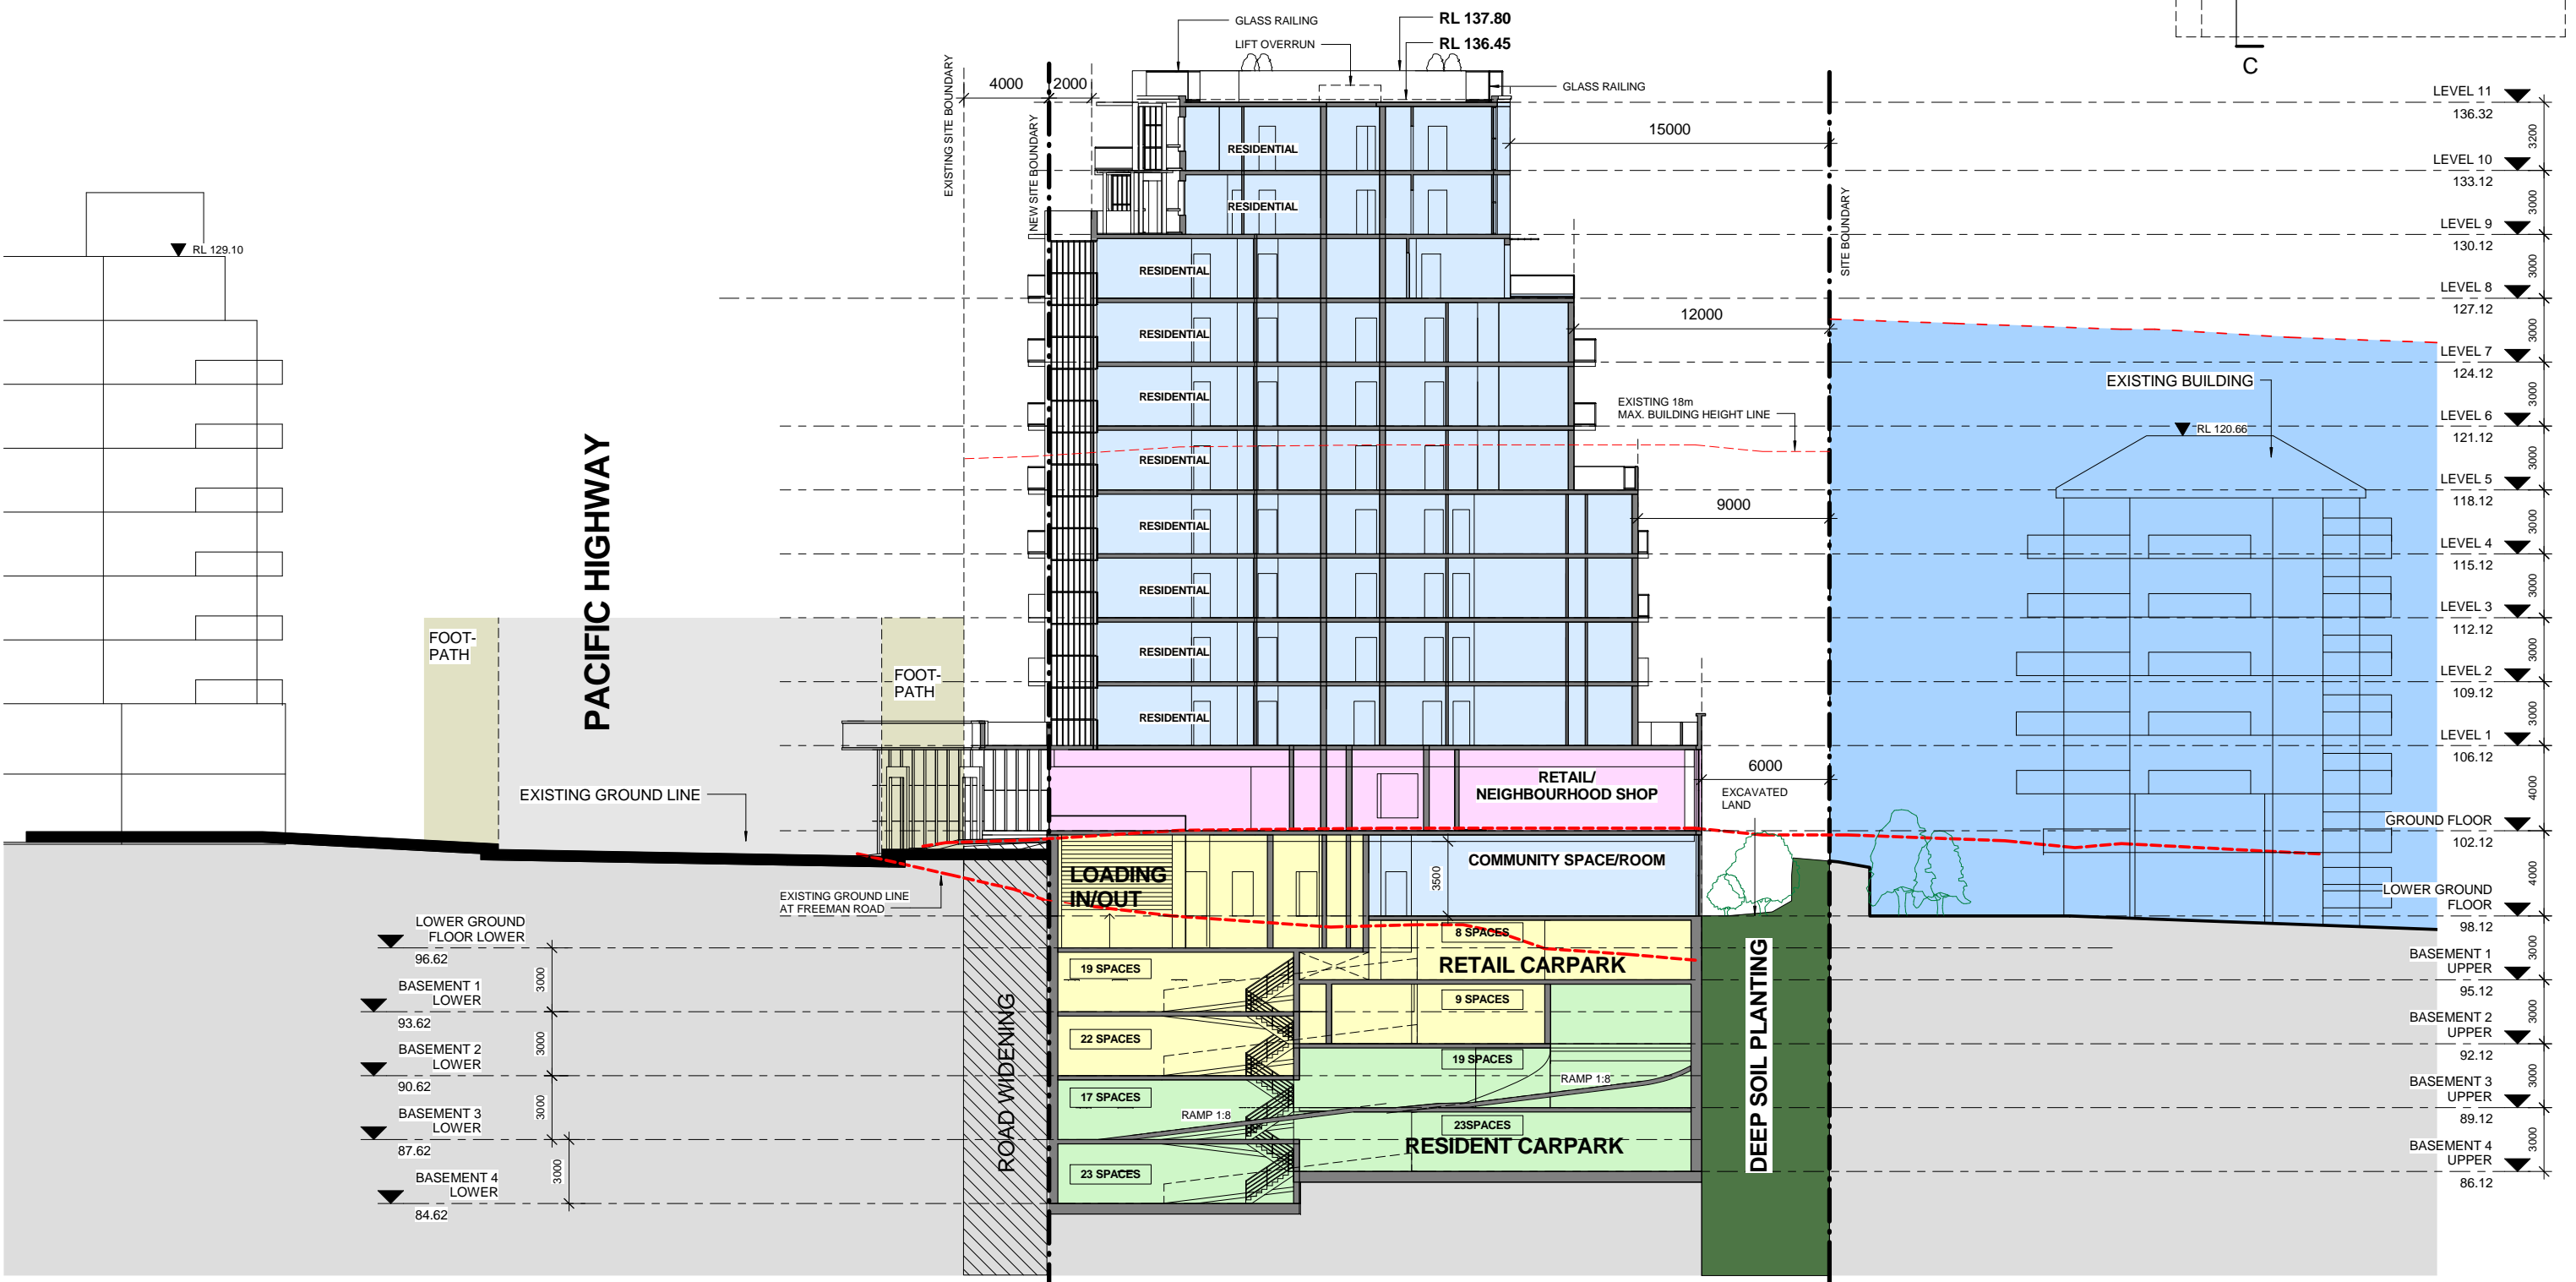 GLASS RAILING
LIFT OVERRUN
RL 137.80
RL 136.45
GLASS RAILING
C
EXISTING SITE BOUNDARY
4000
2000
NEW SITE BOUNDARY
15000
SITE BOUNDARY
12000
9000
6000
LEVEL 11
136.32
3200
LEVEL 10
133.12
3000
LEVEL 9
130.12
3000
LEVEL 8
127.12
3000
LEVEL 7
124.12
3000
LEVEL 6
121.12
3000
LEVEL 5
118.12
3000
LEVEL 4
115.12
3000
LEVEL 3
112.12
3000
LEVEL 2
109.12
3000
LEVEL 1
106.12
4000
GROUND FLOOR
102.12
4000
LOWER GROUND
FLOOR
98.12
3000
BASEMENT 1
UPPER
95.12
3000
BASEMENT 2
UPPER
92.12
3000
BASEMENT 3
UPPER
89.12
3000
BASEMENT 4
UPPER
86.12
RL 129.10
RESIDENTIAL
RESIDENTIAL
RESIDENTIAL
RESIDENTIAL
RESIDENTIAL
RESIDENTIAL
RESIDENTIAL
RESIDENTIAL
RESIDENTIAL
RESIDENTIAL
EXISTING 18m
MAX. BUILDING HEIGHT LINE
EXISTING BUILDING
RL 120.66
PACIFIC HIGHWAY
FOOT-
PATH
FOOT-
PATH
EXISTING GROUND LINE
RETAIL/
NEIGHBOURHOOD SHOP
EXCAVATED
LAND
LOADING
IN/OUT
3500
COMMUNITY SPACE/ROOM
EXISTING GROUND LINE
AT FREEMAN ROAD
LOWER GROUND
FLOOR LOWER
96.62
3000
BASEMENT 1
LOWER
93.62
3000
BASEMENT 2
LOWER
90.62
3000
BASEMENT 3
LOWER
87.62
3000
BASEMENT 4
LOWER
84.62
ROAD WIDENING
8 SPACES
RETAIL CARPARK
19 SPACES
9 SPACES
22 SPACES
19 SPACES
RAMP 1:8
17 SPACES
RAMP 1:8
23SPACES
RESIDENT CARPARK
23 SPACES
DEEP SOIL PLANTING